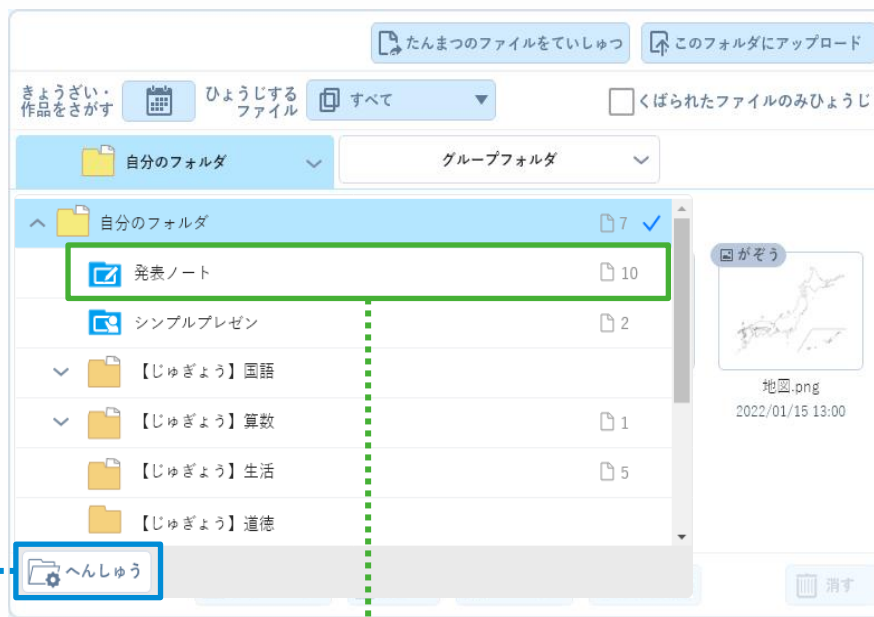 たんまつのファイルをていしゅつ
このフォルダにアップロード
きょうざい・
作品をさがす
ひょうじする
ファイル
すべて
くばられたファイルのみひょうじ
自分のフォルダ
グループフォルダ
自分のフォルダ 7
発表ノート 10
シンプルプレゼン 2
【じゅぎょう】国語
【じゅぎょう】算数 1
【じゅぎょう】生活 5
【じゅぎょう】道徳
へんしゅう
がぞう
地図.png
2022/01/15 13:00
消す